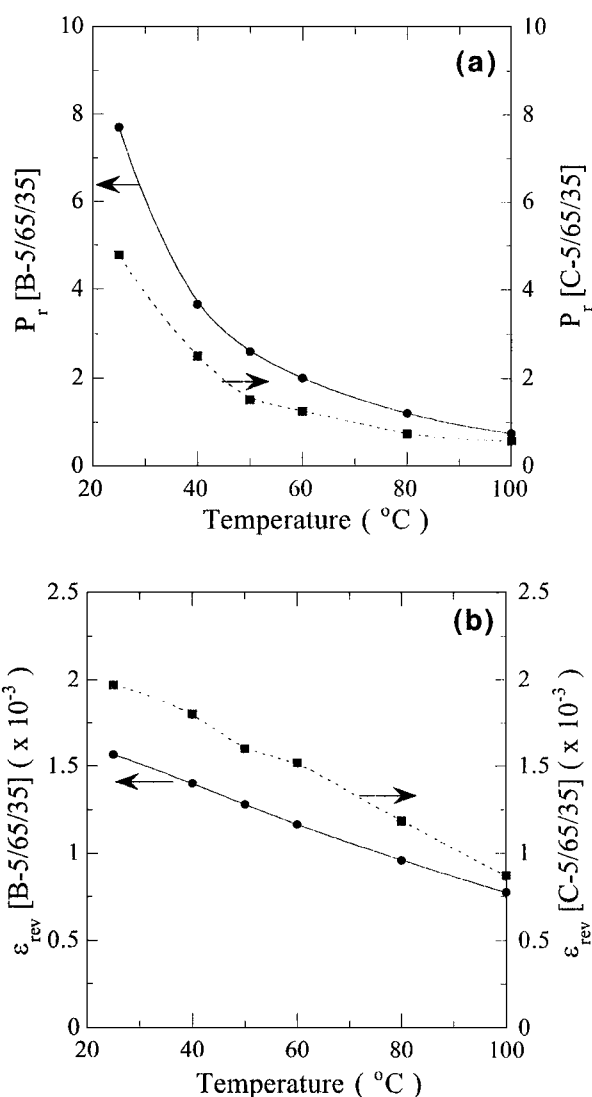 (a)
10
8
6
4
2
0
P_r [B-5/65/35]
10
8
6
4
2
0
P_r [C-5/65/35]
20 40 60 80 100
Temperature ( °C )
(b)
2.5
2
1.5
1
0.5
0
ε_rev [B-5/65/35] ( x 10⁻³ )
2.5
2
1.5
1
0.5
0
ε_rev [C-5/65/35] ( x 10⁻³ )
20 40 60 80 100
Temperature ( °C )